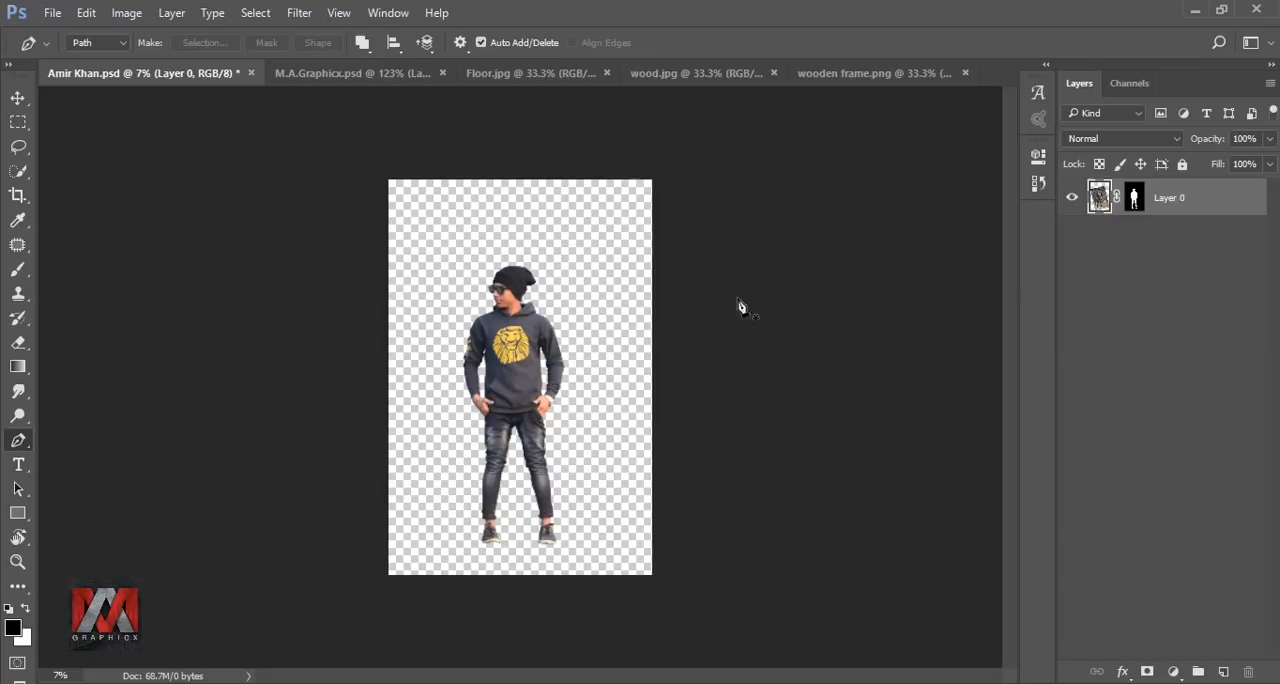 Ps File Edit Image Layer Type Select Filter View Window Help
Path Make: Selection... Mask Shape Auto Add/Delete Align Edges
Amir Khan.psd @ 7% (Layer 0, RGB/8) * × M.A.Graphicx.psd @ 123% (La... × Floor.jpg @ 33.3% (RGB/... × wood.jpg @ 33.3% (RGB/... × wooden frame.png @ 33.3% (... ×
Layers Channels
Kind
Normal Opacity: 100%
Lock: Fill: 100%
Layer 0
MA
GRAPHICX
7% Doc: 68.7M/0 bytes
fx